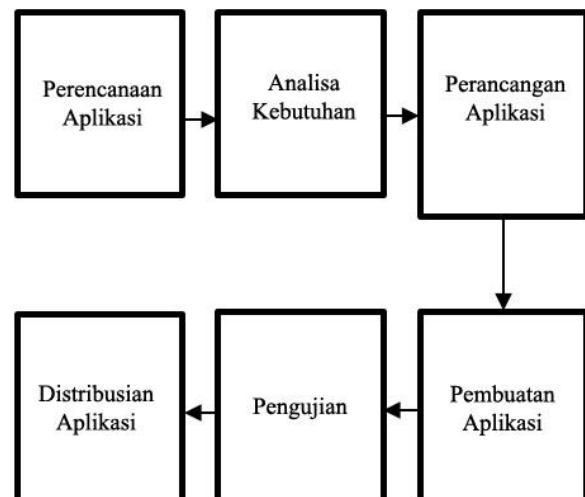 Perencanaan
Aplikasi
Analisa
Kebutuhan
Perancangan
Aplikasi
Pembuatan
Aplikasi
Pengujian
Distribusian
Aplikasi